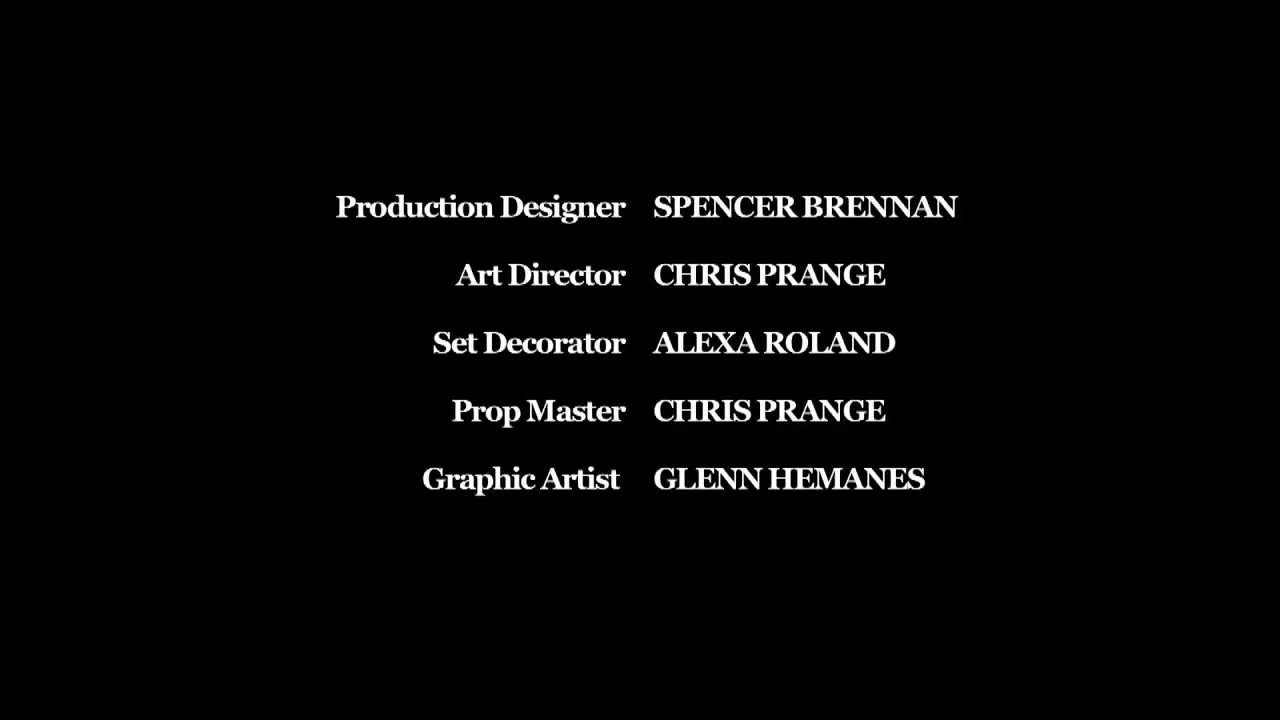 Production Designer SPENCER BRENNAN
Art Director CHRIS PRANGE
Set Decorator ALEXA ROLAND
Prop Master CHRIS PRANGE
Graphic Artist GLENN HEMANES